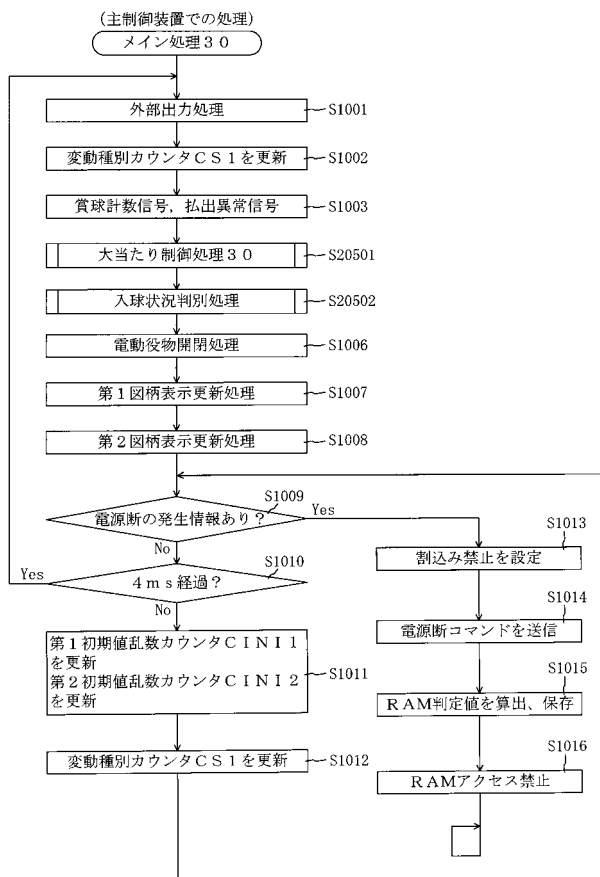 (主制御装置での処理)
メイン処理30
外部出力処理
S1001
変動種別カウンタCS1を更新
S1002
賞球計数信号，払出異常信号
S1003
大当たり制御処理30
S20501
入球状況判別処理
S20502
電動役物開閉処理
S1006
第1図柄表示更新処理
S1007
第2図柄表示更新処理
S1008
S1009
電源断の発生情報あり？
Yes
No
S1010
4ms経過？
Yes
No
第1初期値乱数カウンタCINI1
を更新
第2初期値乱数カウンタCINI2
を更新
S1011
変動種別カウンタCS1を更新
S1012
S1013
割込み禁止を設定
S1014
電源断コマンドを送信
S1015
RAM判定値を算出、保存
S1016
RAMアクセス禁止